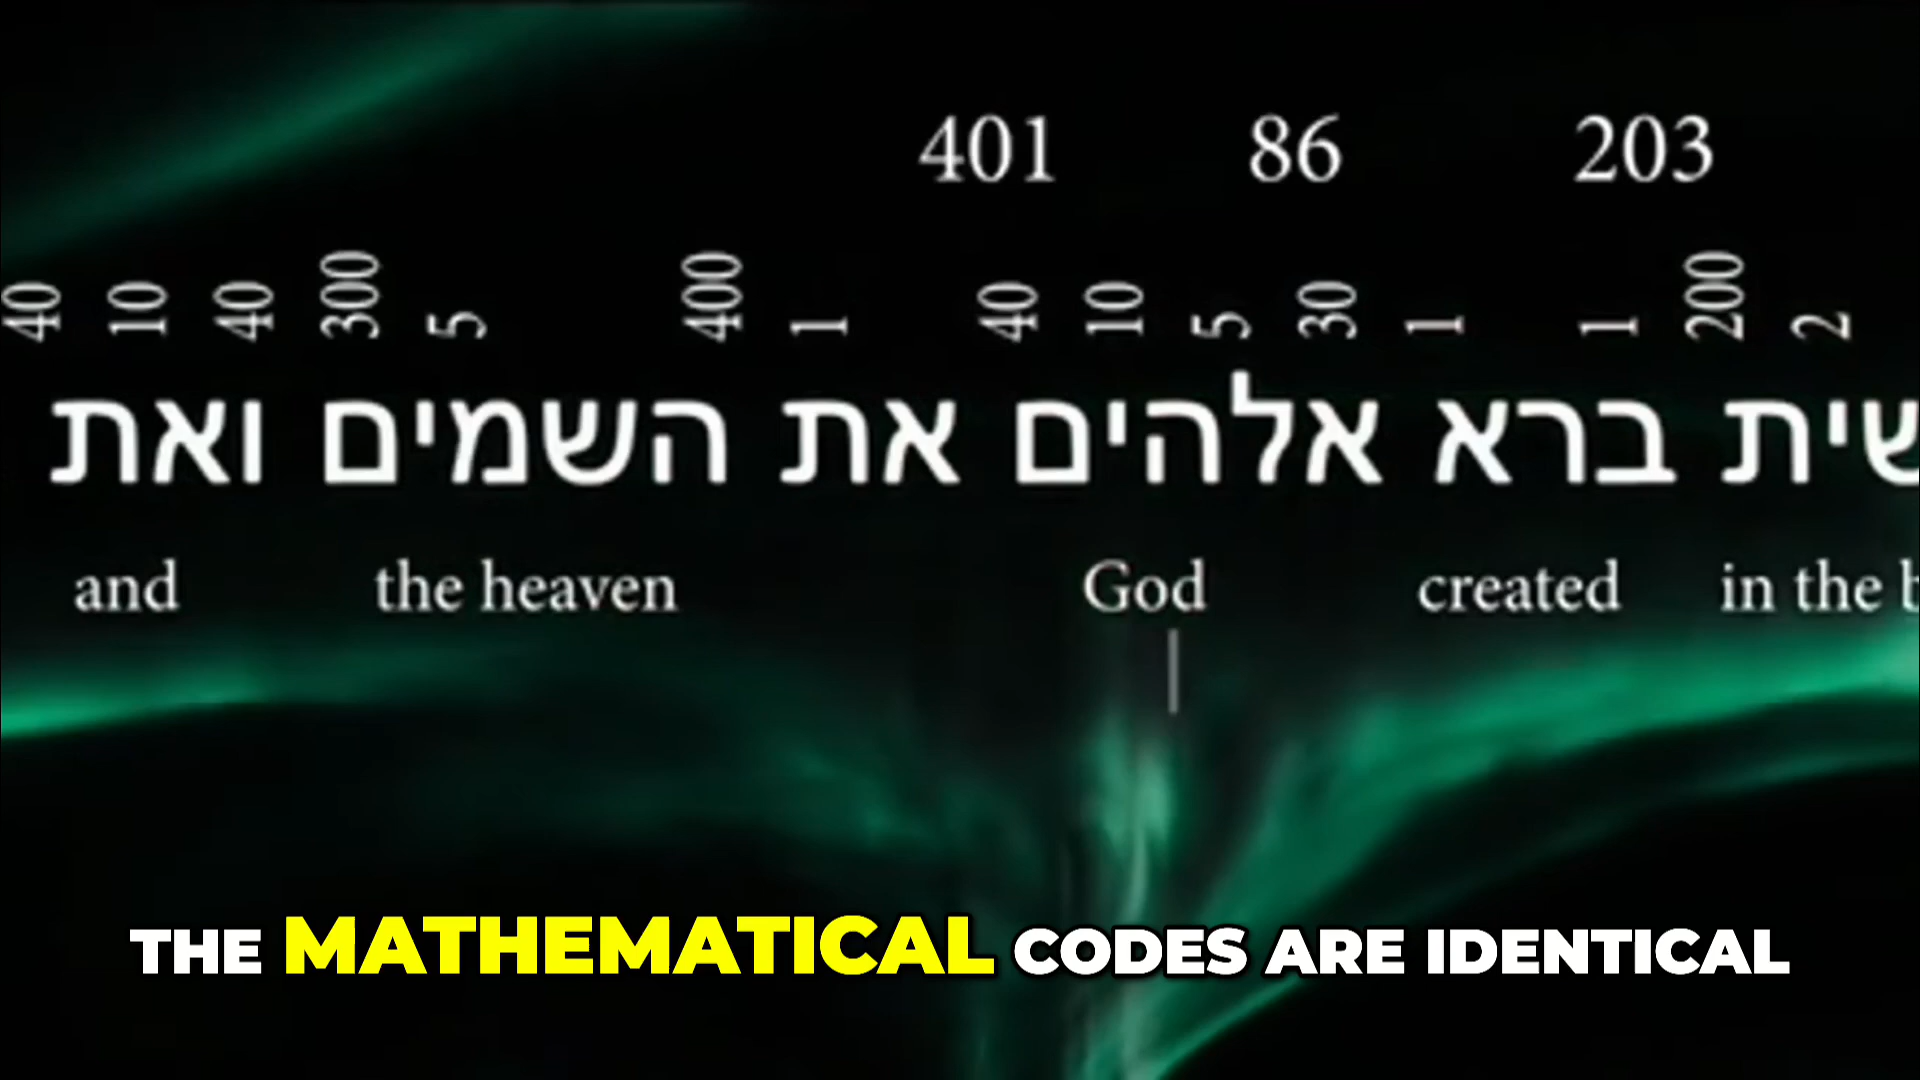 401 86 203
40 10 40 300 5 400 1 40 10 5 30 1 1 200 2
שית ברא אלהים את השמים ואת
and the heaven God created in the b
THE MATHEMATICAL CODES ARE IDENTICAL